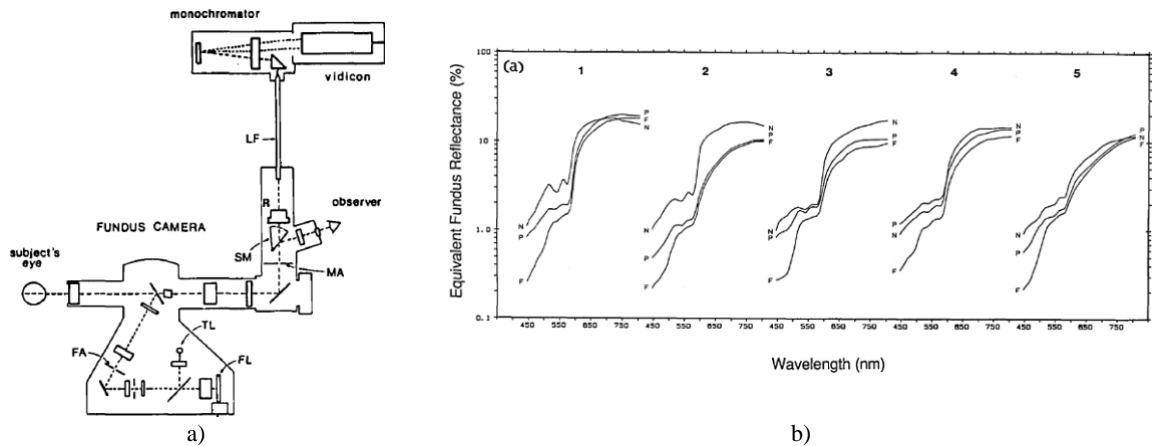 monochromator
vidicon
LF
R
observer
FUNDUS CAMERA
SM
subject's
eye
MA
TL
FA
FL
a)
Equivalent Fundus Reflectance (%)
100
10
1.0
0.1
(a)
1 2 3 4 5
N
P
F
P
F
N
N
P
F
N
P
F
N
P
F
N
P
F
P
N
F
N
P
F
N
P
F
P
N
F
450 550 650 750 450 550 650 750 450 550 650 750 450 550 650 750 450 550 650 750
Wavelength (nm)
b)